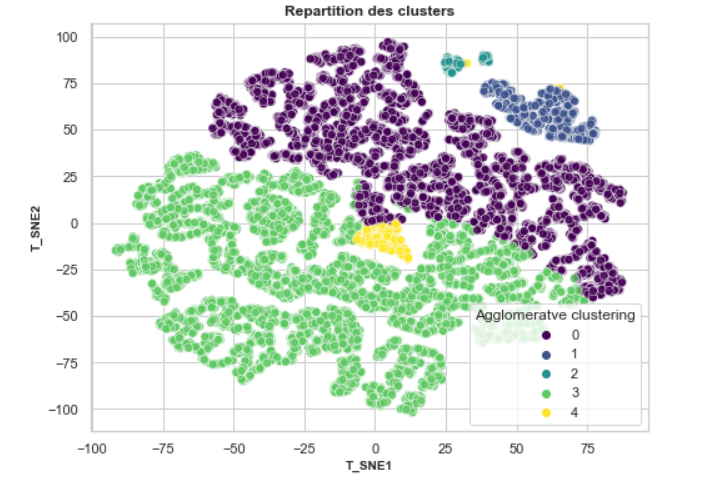 Repartition des clusters
100
75
50
25
0
−25
−50
−75
−100
T_SNE2
Agglomeratve clustering
0
1
2
3
4
−100 −75 −50 −25 0 25 50 75
T_SNE1